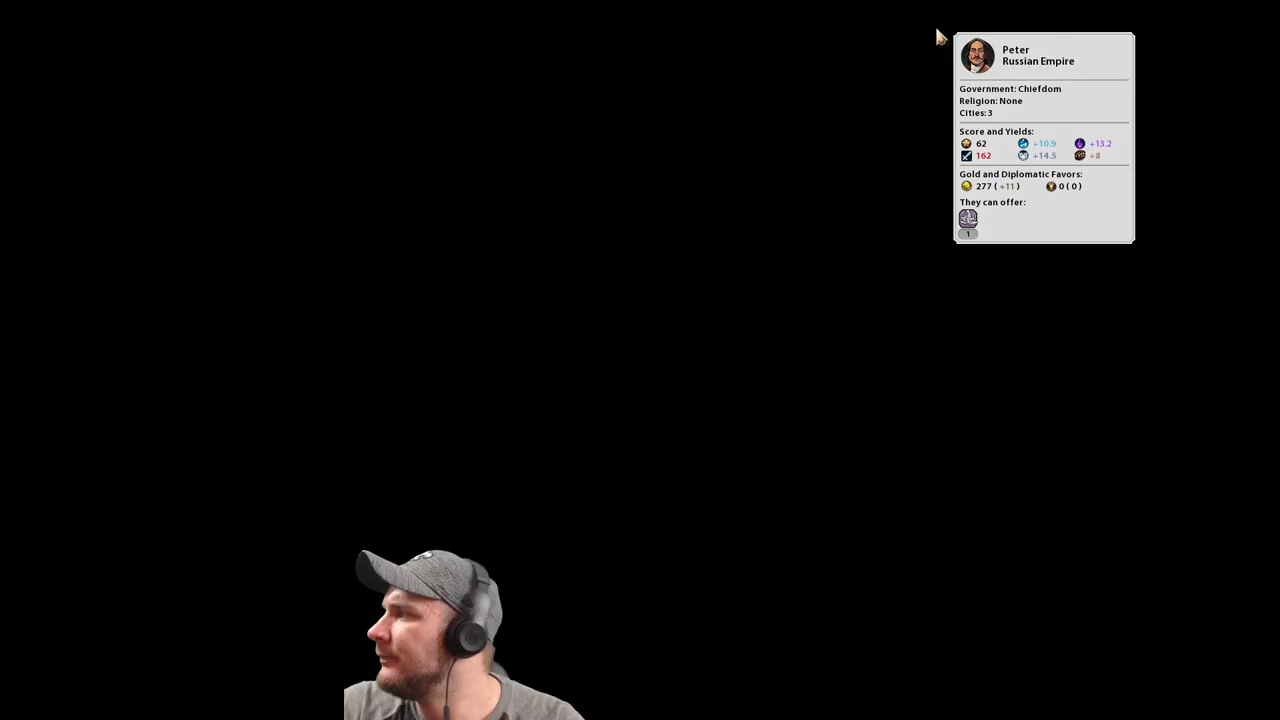 Peter
Russian Empire
Government: Chiefdom
Religion: None
Cities: 3
Score and Yields:
62 +10.9 +13.2
162 +14.5 +8
Gold and Diplomatic Favors:
277 ( +11 ) 0 ( 0 )
They can offer:
1